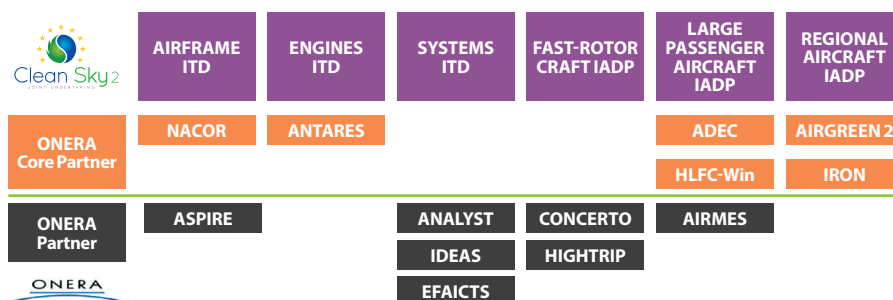 Clean Sky 2
JOINT UNDERTAKING
AIRFRAME
ITD
ENGINES
ITD
SYSTEMS
ITD
FAST-ROTOR
CRAFT IADP
LARGE
PASSENGER
AIRCRAFT
IADP
REGIONAL
AIRCRAFT
IADP
ONERA
Core Partner
NACOR
ANTARES
ADEC
AIRGREEN 2
HLFC-Win
IRON
ONERA
Partner
ASPIRE
ANALYST
CONCERTO
AIRMES
IDEAS
HIGHTRIP
EFAICTS
ONERA